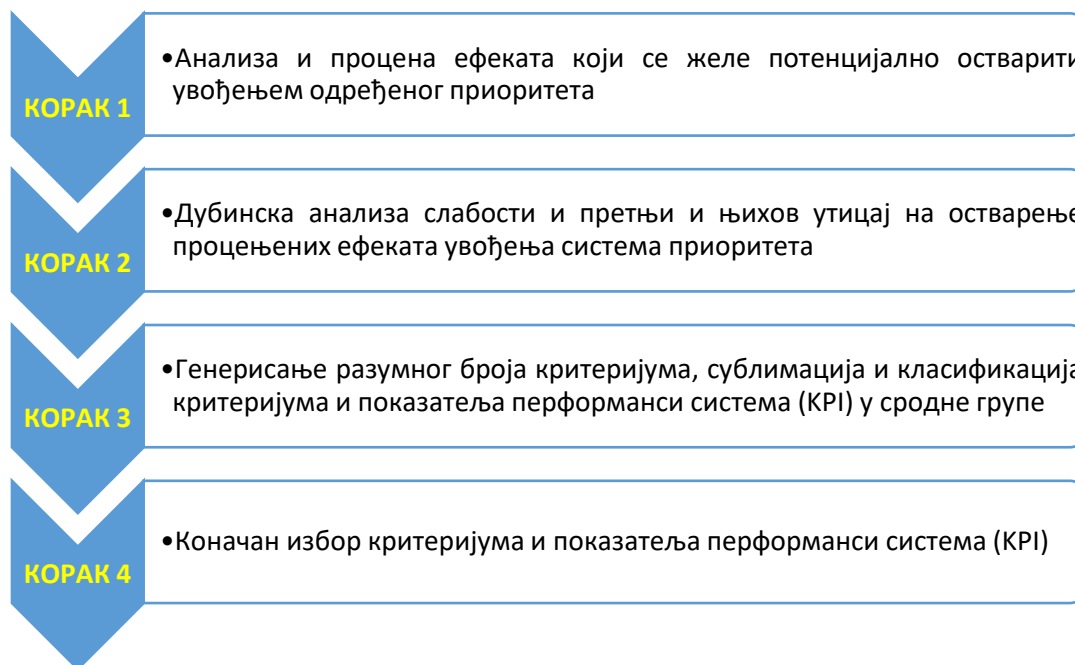 КОРАК 1
•Анализа и процена ефеката који се желе потенцијално остварити
увођењем одређеног приоритета
КОРАК 2
•Дубинска анализа слабости и претњи и њихов утицај на остварење
процењених ефеката увођења система приоритета
КОРАК 3
•Генерисање разумног броја критеријума, сублимација и класификација
критеријума и показатеља перформанси система (KPI) у сродне групе
КОРАК 4
•Коначан избор критеријума и показатеља перформанси система (KPI)